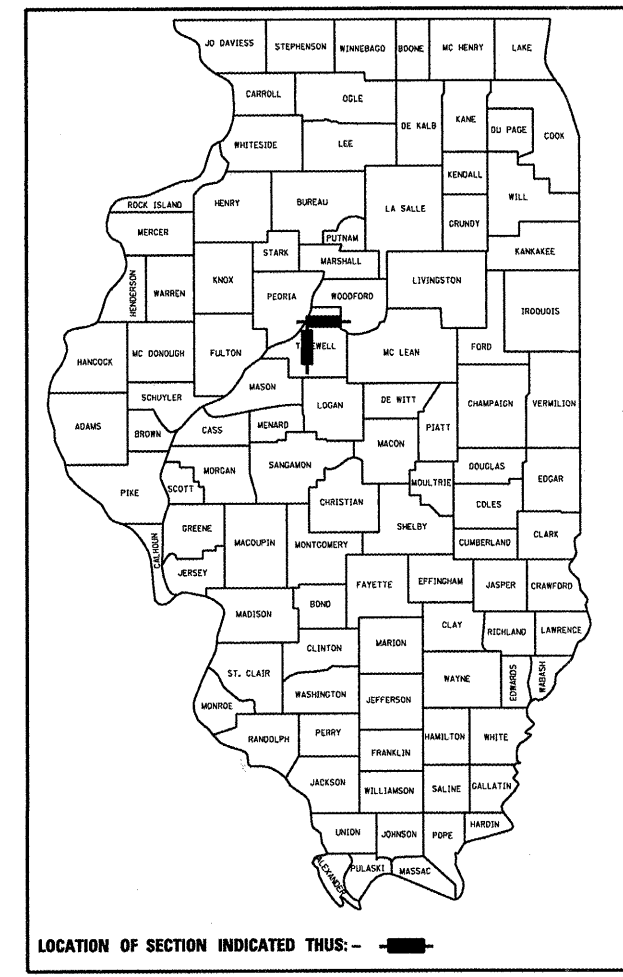 JO DAVIESS STEPHENSON WINNEBAGO BOONE MC HENRY LAKE
CARROLL OGLE DE KALB KANE DU PAGE COOK
WHITESIDE LEE
KENDALL WILL
ROCK ISLAND HENRY BUREAU LA SALLE GRUNDY
MERCER STARK PUTNAM KANKAKEE
MARSHALL
HENDERSON WARREN KNOX PEORIA WOODFORD LIVINGSTON IROQUOIS
HANCOCK MC DONOUGH FULTON MC LEAN FORD
MASON
SCHUYLER LOGAN DE WITT CHAMPAIGN VERMILION
ADAMS BROWN CASS MENARD MACON PIATT
MORGAN SANGAMON DOUGLAS EDGAR
PIKE SCOTT CHRISTIAN MOULTRIE COLES
GREENE MACOUPIN MONTGOMERY SHELBY CUMBERLAND CLARK
CALHOUN JERSEY
FAYETTE EFFINGHAM JASPER CRAWFORD
MADISON BOND
CLAY RICHLAND LAWRENCE
CLINTON MARION
ST. CLAIR WAYNE EDWARDS WABASH
WASHINGTON JEFFERSON
MONROE
RANDOLPH PERRY HAMILTON WHITE
FRANKLIN
JACKSON WILLIAMSON SALINE GALLATIN
UNION JOHNSON POPE HARDIN
ALEXANDER PULASKI MASSAC
LOCATION OF SECTION INDICATED THUS: -